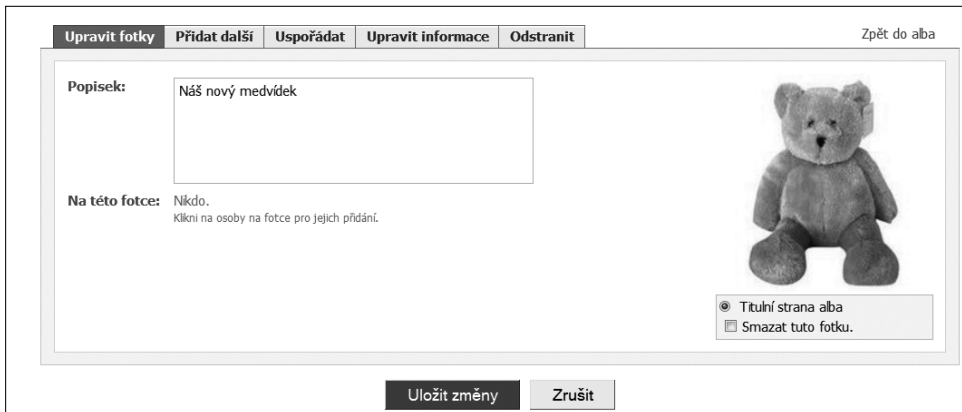 Upravit fotky Přidat další Uspořádat Upravit informace Odstranit Zpět do alba
Popisek: Náš nový medvídek
Na této fotce: Nikdo.
Klikni na osoby na fotce pro jejich přidání.
Titulní strana alba
Smazat tuto fotku.
Uložit změny Zrušit